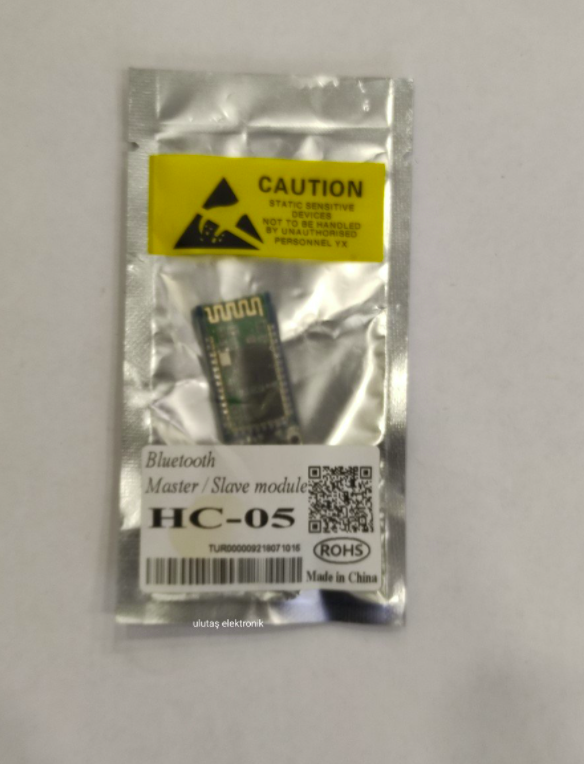 CAUTION
STATIC SENSITIVE
DEVICES
NOT TO BE HANDLED
BY UNAUTHORISED
PERSONNEL YX
Bluetooth
Master / Slave module
HC-05
TUR000009219071015
ROHS
Made in China
ulutaş elektronik